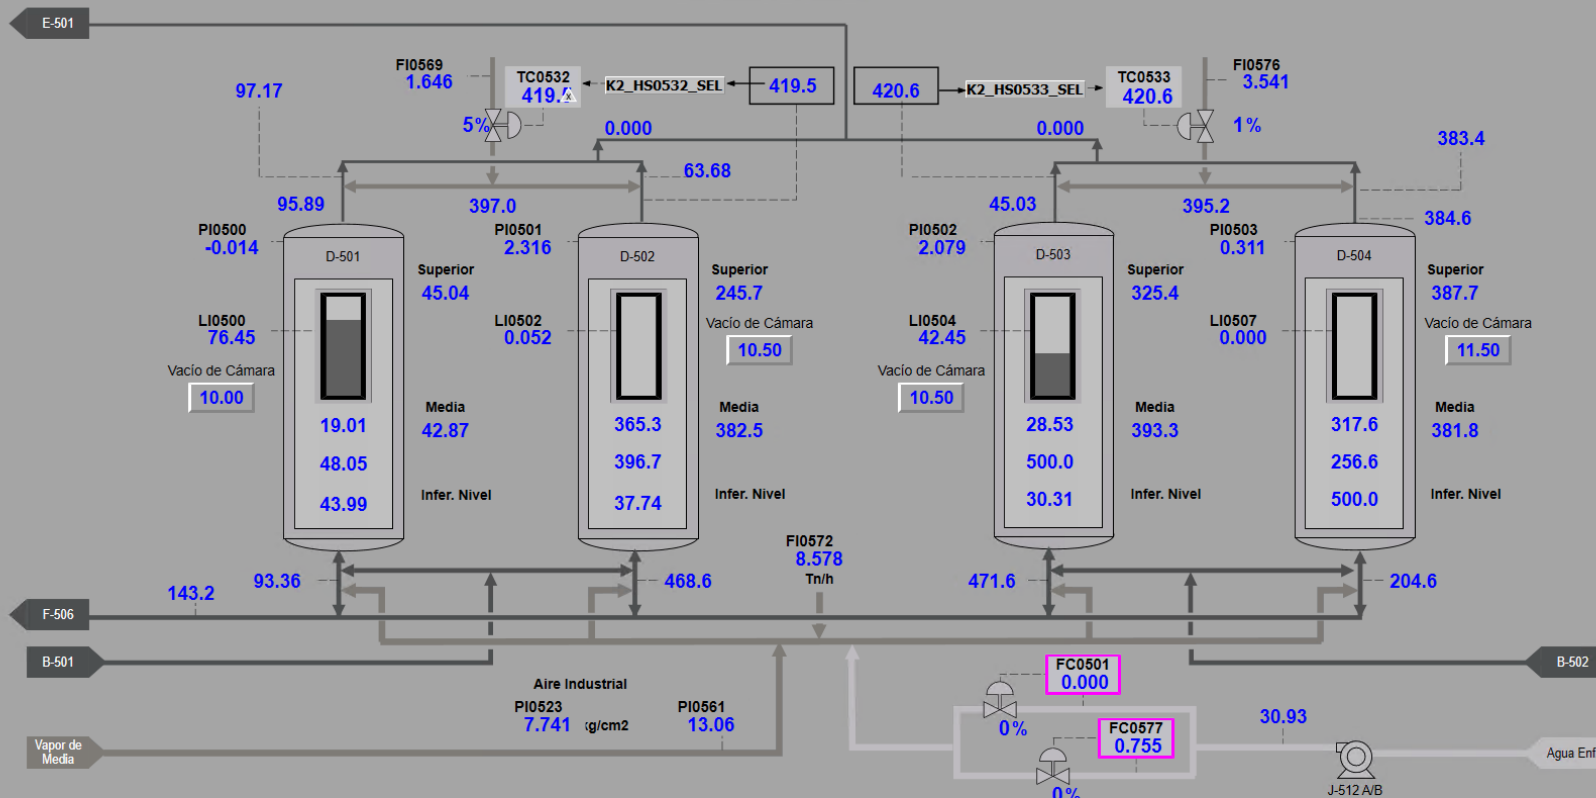 E-501
FI0569
1.646
TC0532
K2_HS0532_SEL
419.5
420.6
K2_HS0533_SEL
TC0533
420.6
FI0576
3.541
97.17
5%
0.000
0.000
1%
383.4
63.68
95.89
397.0
45.03
395.2
384.6
PI0500
-0.014
PI0501
2.316
PI0502
2.079
PI0503
0.311
D-501
D-502
D-503
D-504
Superior
45.04
Superior
245.7
Superior
325.4
Superior
387.7
LI0500
76.45
LI0502
0.052
LI0504
42.45
LI0507
0.000
Vacío de Cámara
10.00
Vacío de Cámara
10.50
Vacío de Cámara
10.50
Vacío de Cámara
11.50
Media
42.87
Media
382.5
Media
393.3
Media
381.8
19.01
48.05
43.99
365.3
396.7
37.74
28.53
500.0
30.31
317.6
256.6
500.0
Infer. Nivel
Infer. Nivel
Infer. Nivel
Infer. Nivel
FI0572
8.578
Tn/h
93.36
468.6
471.6
204.6
143.2
F-506
B-501
B-502
FC0501
0.000
0%
Aire Industrial
PI0523
7.741
PI0561
13.06
FC0577
0.755
0%
30.93
Vapor de
Media
Agua Enf
J-512 A/B